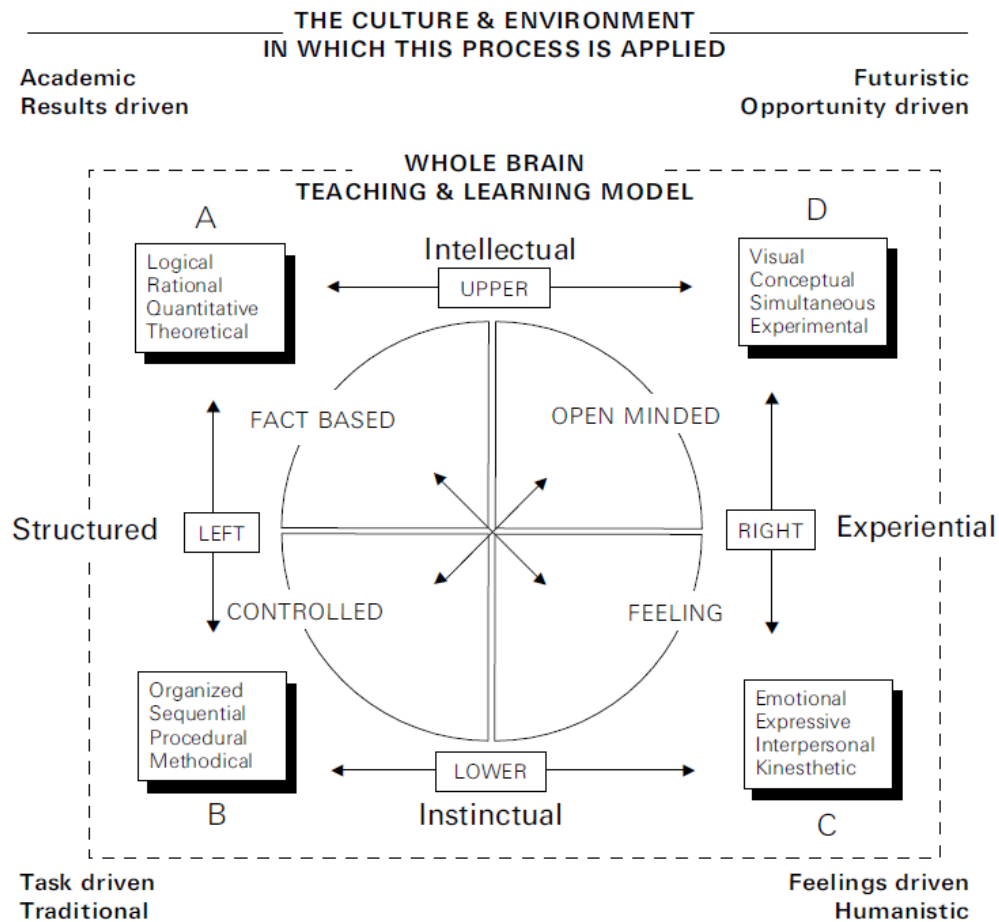 THE CULTURE & ENVIRONMENT
IN WHICH THIS PROCESS IS APPLIED
Academic
Results driven
Futuristic
Opportunity driven
WHOLE BRAIN
TEACHING & LEARNING MODEL
A
Logical
Rational
Quantitative
Theoretical
Intellectual
UPPER
D
Visual
Conceptual
Simultaneous
Experimental
FACT BASED
OPEN MINDED
Structured
LEFT
RIGHT
Experiential
CONTROLLED
FEELING
Organized
Sequential
Procedural
Methodical
B
LOWER
Instinctual
Emotional
Expressive
Interpersonal
Kinesthetic
C
Task driven
Traditional
Feelings driven
Humanistic